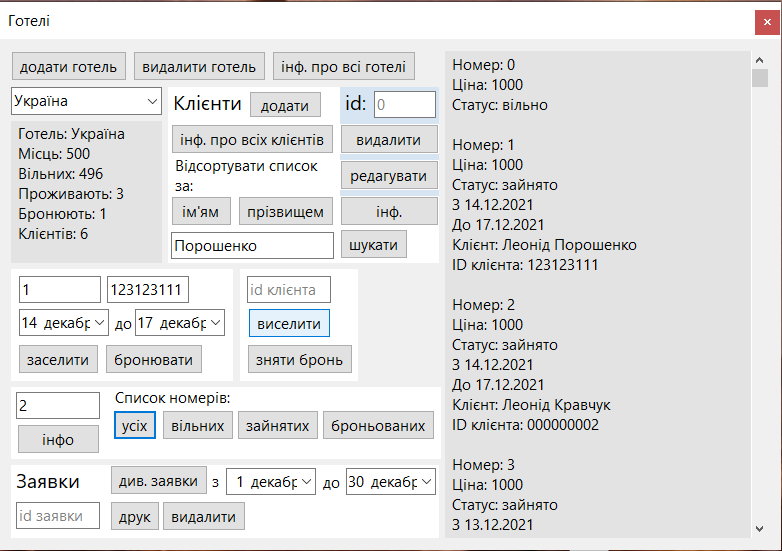 Готелі
додати готель видалити готель інф. про всі готелі
Україна
Готель: Україна
Місць: 500
Вільних: 496
Проживають: 3
Бронюють: 1
Клієнтів: 6
Клієнти додати id: 0
інф. про всіх клієнтів видалити
Відсортувати список
за:
редагувати
ім'ям прізвищем інф.
Порошенко шукати
1 123123111
14 декабр до 17 декабр
заселити бронювати
id клієнта
виселити
зняти бронь
2
інфо
Список номерів:
усіх вільних зайнятих броньованих
Заявки див. заявки з 1 декабр до 30 декабр
id заявки друк видалити
Номер: 0
Ціна: 1000
Статус: вільно
Номер: 1
Ціна: 1000
Статус: зайнято
З 14.12.2021
До 17.12.2021
Клієнт: Леонід Порошенко
ID клієнта: 123123111
Номер: 2
Ціна: 1000
Статус: зайнято
З 14.12.2021
До 17.12.2021
Клієнт: Леонід Кравчук
ID клієнта: 000000002
Номер: 3
Ціна: 1000
Статус: зайнято
З 13.12.2021